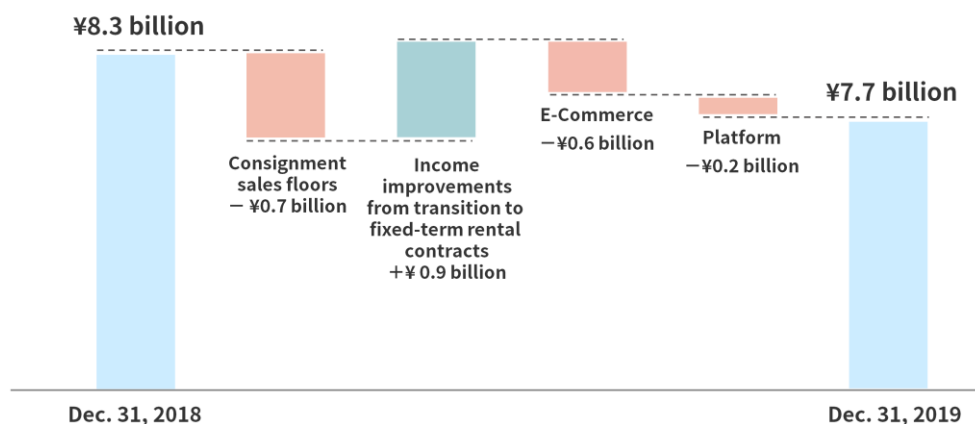 ¥8.3 billion
Consignment
sales floors
− ¥0.7 billion
Income
improvements
from transition to
fixed-term rental
contracts
+¥ 0.9 billion
E-Commerce
−¥0.6 billion
Platform
−¥0.2 billion
¥7.7 billion
Dec. 31, 2018
Dec. 31, 2019